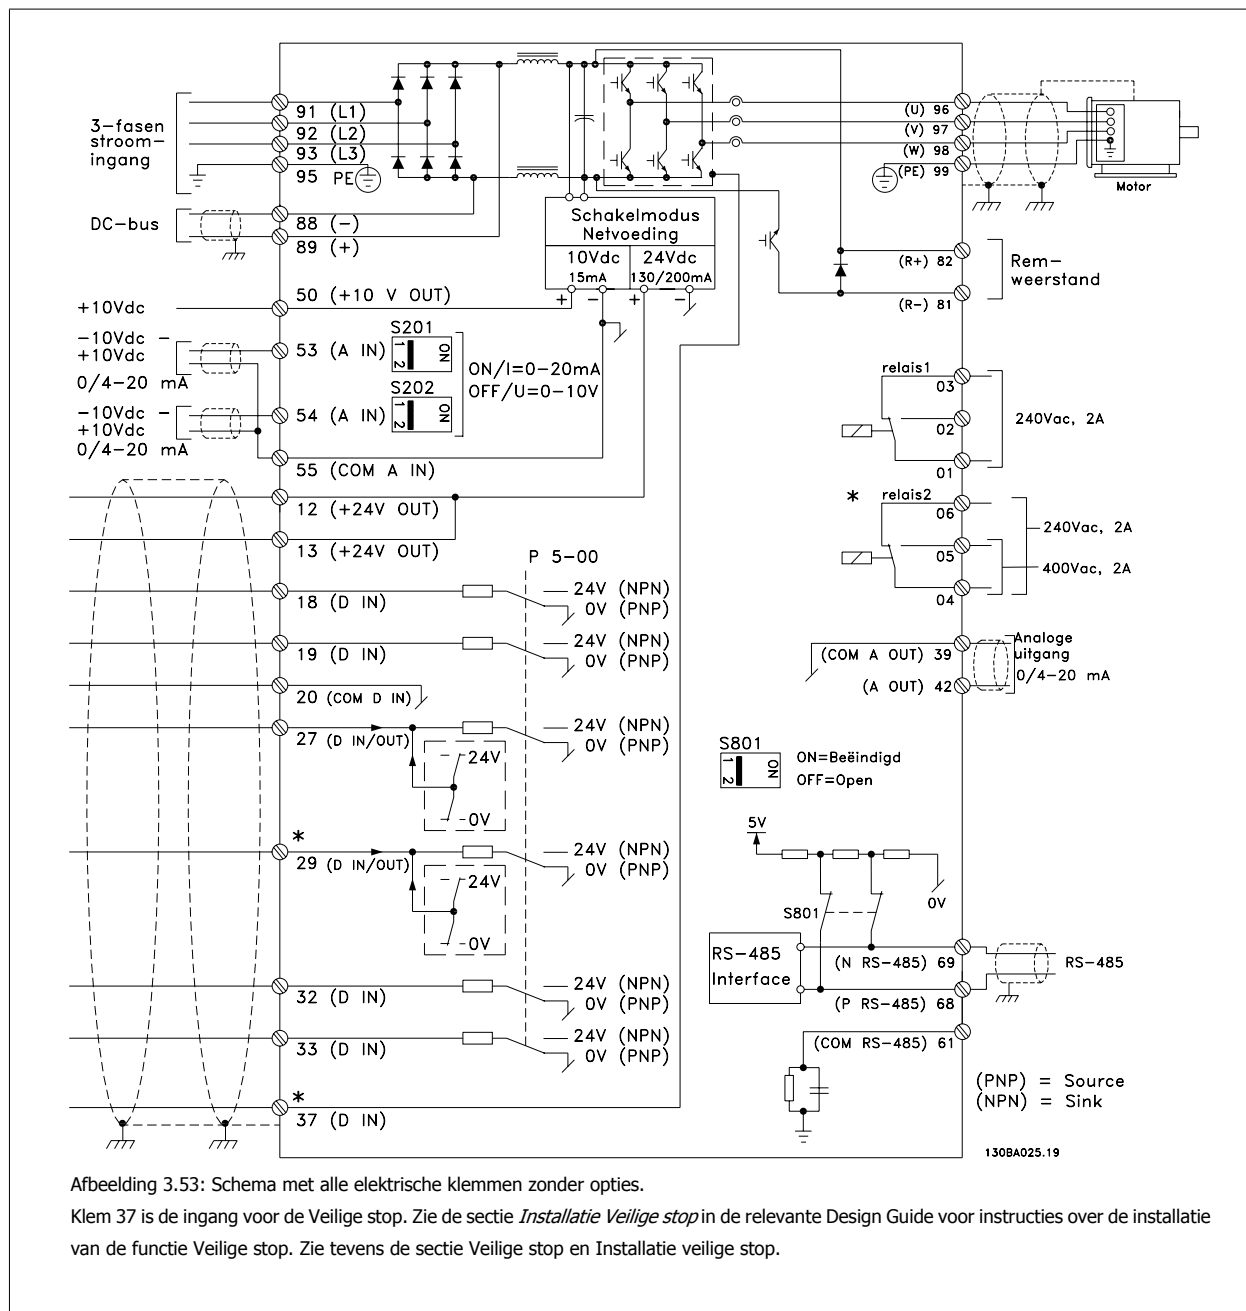 3-fasen
stroom-
ingang
91 (L1)
92 (L2)
93 (L3)
95 PE
DC-bus
88 (-)
89 (+)
Schakelmodus
Netvoeding
10Vdc
15mA
24Vdc
130/200mA
+ - + -
(U) 96
(V) 97
(W) 98
(PE) 99
Motor
(R+) 82
(R-) 81
Rem-
weerstand
+10Vdc
50 (+10 V OUT)
-10Vdc -
+10Vdc
0/4-20 mA
53 (A IN)
S201
1 2
ON
ON/I=0-20mA
OFF/U=0-10V
-10Vdc -
+10Vdc
0/4-20 mA
54 (A IN)
S202
1 2
ON
55 (COM A IN)
12 (+24V OUT)
13 (+24V OUT)
relais1
03
02
01
240Vac, 2A
* relais2
06
05
04
240Vac, 2A
400Vac, 2A
P 5-00
18 (D IN)
24V (NPN)
0V (PNP)
19 (D IN)
24V (NPN)
0V (PNP)
20 (COM D IN)
27 (D IN/OUT)
24V (NPN)
0V (PNP)
24V
0V
*
29 (D IN/OUT)
24V (NPN)
0V (PNP)
24V
0V
32 (D IN)
24V (NPN)
0V (PNP)
33 (D IN)
24V (NPN)
0V (PNP)
*
37 (D IN)
(COM A OUT) 39
(A OUT) 42
Analoge
uitgang
0/4-20 mA
S801
1 2
ON
ON=Beëindigd
OFF=Open
5V
0V
S801
RS-485
Interface
(N RS-485) 69
(P RS-485) 68
RS-485
(COM RS-485) 61
(PNP) = Source
(NPN) = Sink
130BA025.19
Afbeelding 3.53: Schema met alle elektrische klemmen zonder opties.
Klem 37 is de ingang voor de Veilige stop. Zie de sectie Installatie Veilige stop in de relevante Design Guide voor instructies over de installatie
van de functie Veilige stop. Zie tevens de sectie Veilige stop en Installatie veilige stop.